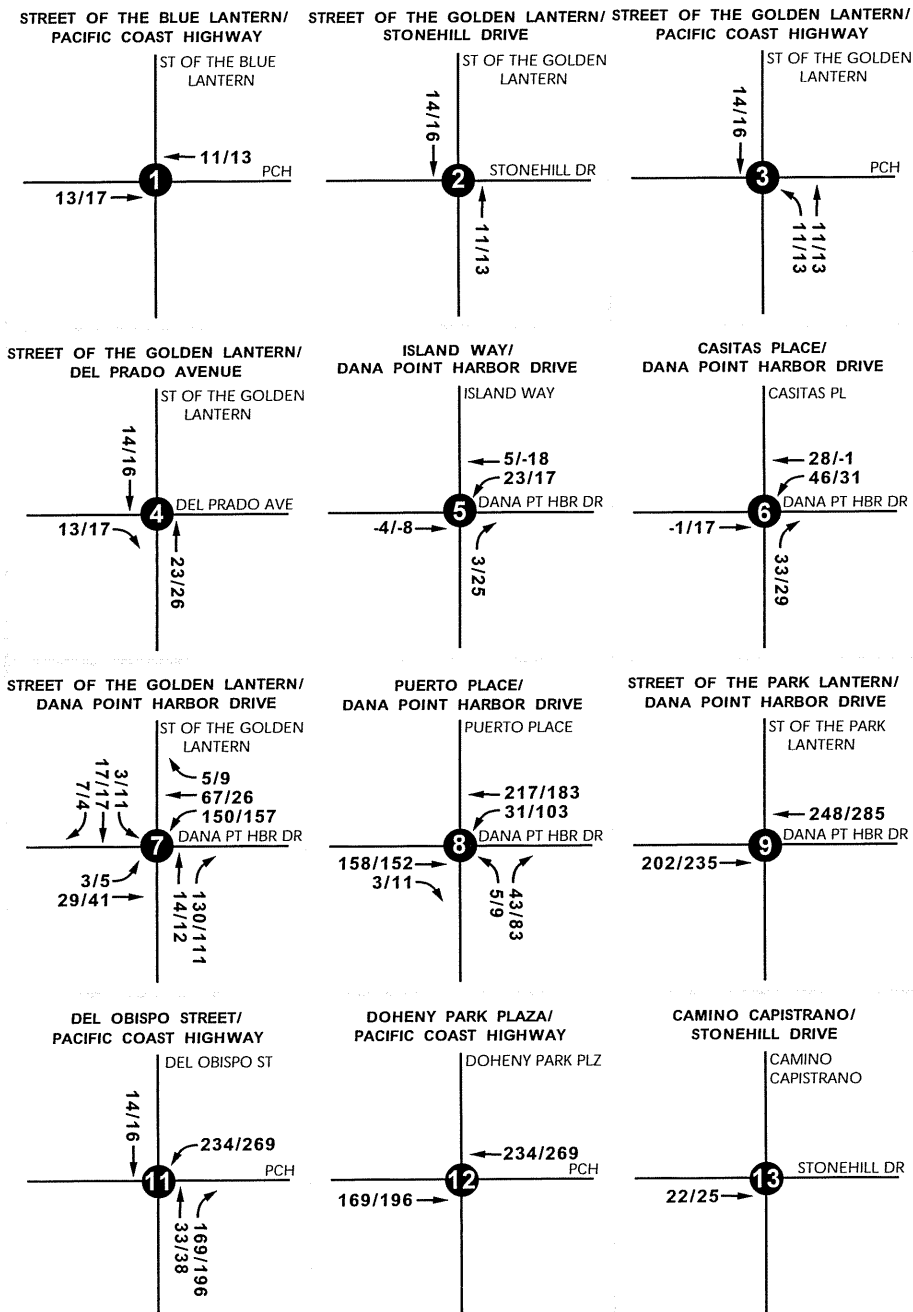 STREET OF THE BLUE LANTERN/
PACIFIC COAST HIGHWAY
ST OF THE BLUE
LANTERN
11/13
PCH
1
13/17
STREET OF THE GOLDEN LANTERN/
STONEHILL DRIVE
ST OF THE GOLDEN
LANTERN
14/16
STONEHILL DR
2
11/13
STREET OF THE GOLDEN LANTERN/
PACIFIC COAST HIGHWAY
ST OF THE GOLDEN
LANTERN
14/16
PCH
3
11/13
11/13
STREET OF THE GOLDEN LANTERN/
DEL PRADO AVENUE
ST OF THE GOLDEN
LANTERN
14/16
DEL PRADO AVE
4
13/17
23/26
ISLAND WAY/
DANA POINT HARBOR DRIVE
ISLAND WAY
5/-18
23/17
DANA PT HBR DR
5
-4/-8
3/25
CASITAS PLACE/
DANA POINT HARBOR DRIVE
CASITAS PL
28/-1
46/31
DANA PT HBR DR
6
-1/17
33/29
STREET OF THE GOLDEN LANTERN/
DANA POINT HARBOR DRIVE
ST OF THE GOLDEN
LANTERN
7/4
17/17
3/11
5/9
67/26
150/157
DANA PT HBR DR
7
3/5
29/41
14/12
130/111
PUERTO PLACE/
DANA POINT HARBOR DRIVE
PUERTO PLACE
217/183
31/103
DANA PT HBR DR
8
158/152
3/11
5/9
43/83
STREET OF THE PARK LANTERN/
DANA POINT HARBOR DRIVE
ST OF THE PARK
LANTERN
248/285
DANA PT HBR DR
9
202/235
DEL OBISPO STREET/
PACIFIC COAST HIGHWAY
DEL OBISPO ST
14/16
234/269
PCH
11
33/38
169/196
DOHENY PARK PLAZA/
PACIFIC COAST HIGHWAY
DOHENY PARK PLZ
234/269
PCH
12
169/196
CAMINO CAPISTRANO/
STONEHILL DRIVE
CAMINO
CAPISTRANO
STONEHILL DR
13
22/25